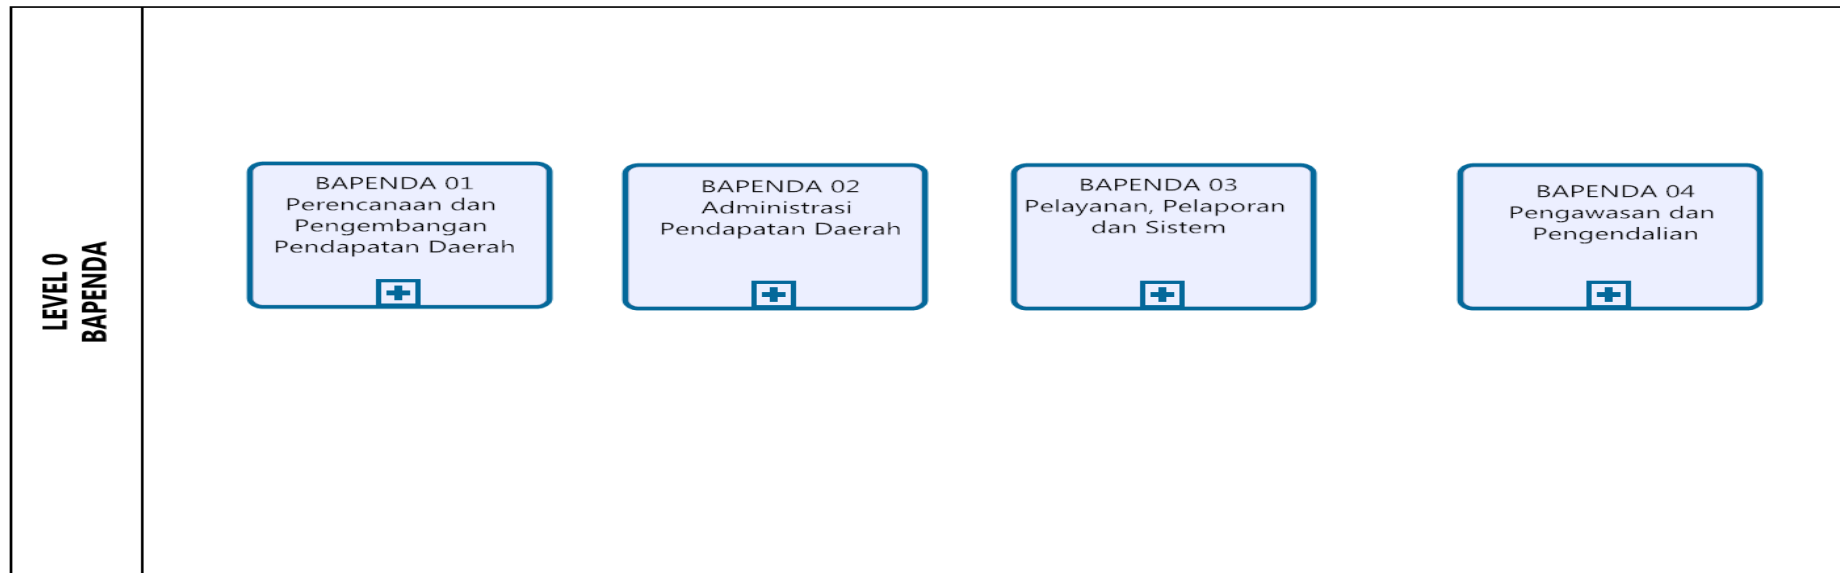 LEVEL 0
BAPENDA
BAPENDA 01
Perencanaan dan
Pengembangan
Pendapatan Daerah
BAPENDA 02
Administrasi
Pendapatan Daerah
BAPENDA 03
Pelayanan, Pelaporan
dan Sistem
BAPENDA 04
Pengawasan dan
Pengendalian